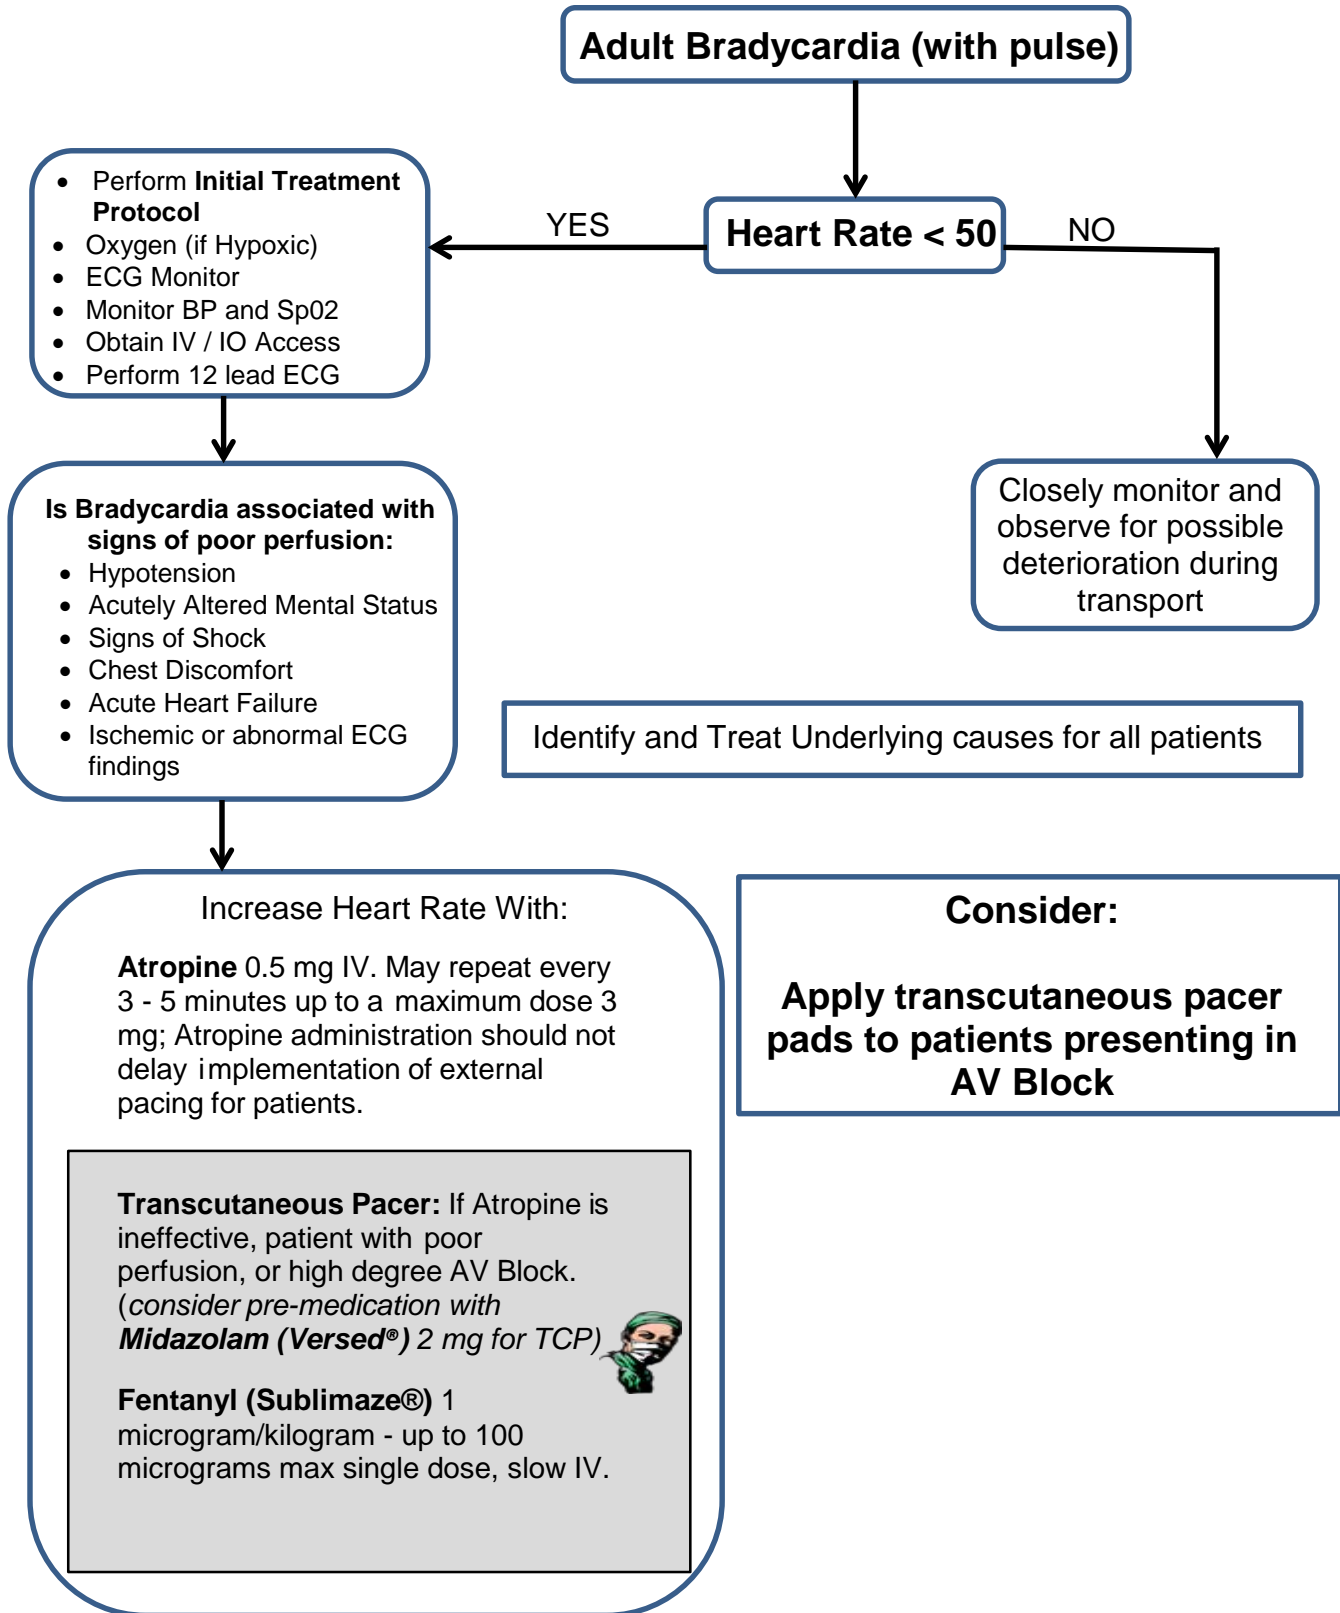 Adult Bradycardia (with pulse)
Heart Rate < 50
YES
NO
• Perform Initial Treatment
Protocol
• Oxygen (if Hypoxic)
• ECG Monitor
• Monitor BP and Sp02
• Obtain IV / IO Access
• Perform 12 lead ECG
Closely monitor and
observe for possible
deterioration during
transport
Is Bradycardia associated with
signs of poor perfusion:
• Hypotension
• Acutely Altered Mental Status
• Signs of Shock
• Chest Discomfort
• Acute Heart Failure
• Ischemic or abnormal ECG
findings
Identify and Treat Underlying causes for all patients
Increase Heart Rate With:
Atropine 0.5 mg IV. May repeat every
3 - 5 minutes up to a maximum dose 3
mg; Atropine administration should not
delay implementation of external
pacing for patients.
Transcutaneous Pacer: If Atropine is
ineffective, patient with poor
perfusion, or high degree AV Block.
(consider pre-medication with
Midazolam (Versed®) 2 mg for TCP)
Fentanyl (Sublimaze®) 1
microgram/kilogram - up to 100
micrograms max single dose, slow IV.
Consider:
Apply transcutaneous pacer
pads to patients presenting in
AV Block